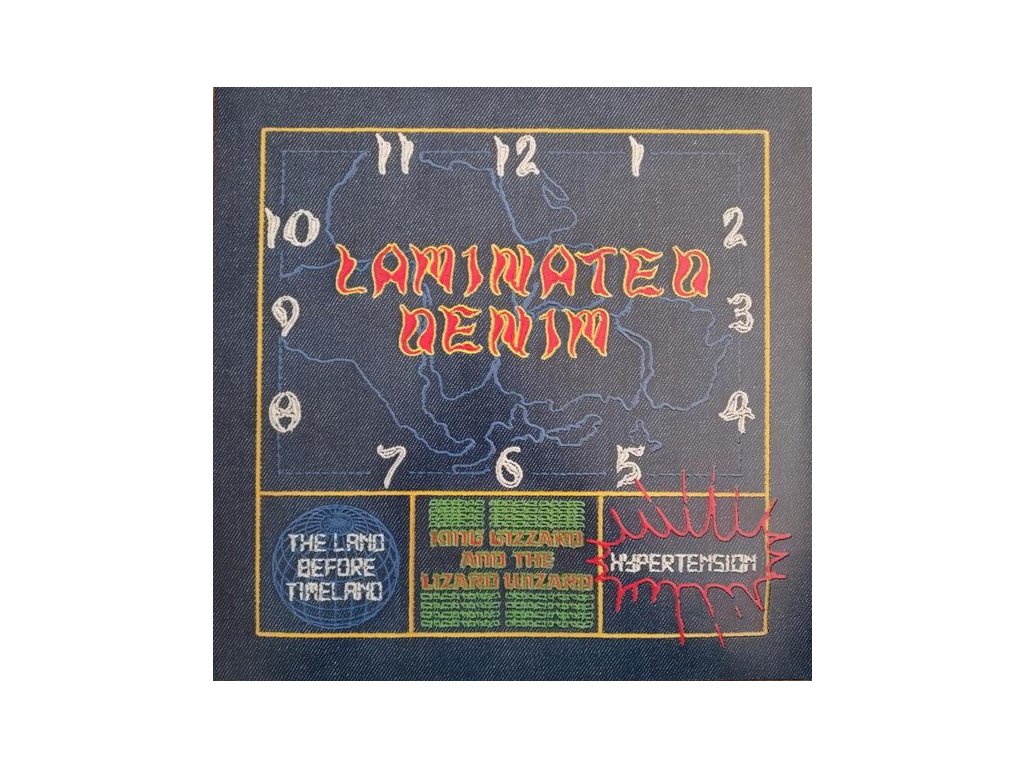 11 12 1
10 2
LAMINATED
DENIM
9 3
8 4
7 6 5
THE LAND
BEFORE
TIMELAND
KING GIZZARD
AND THE
LIZARD WIZARD
HYPERTENSION